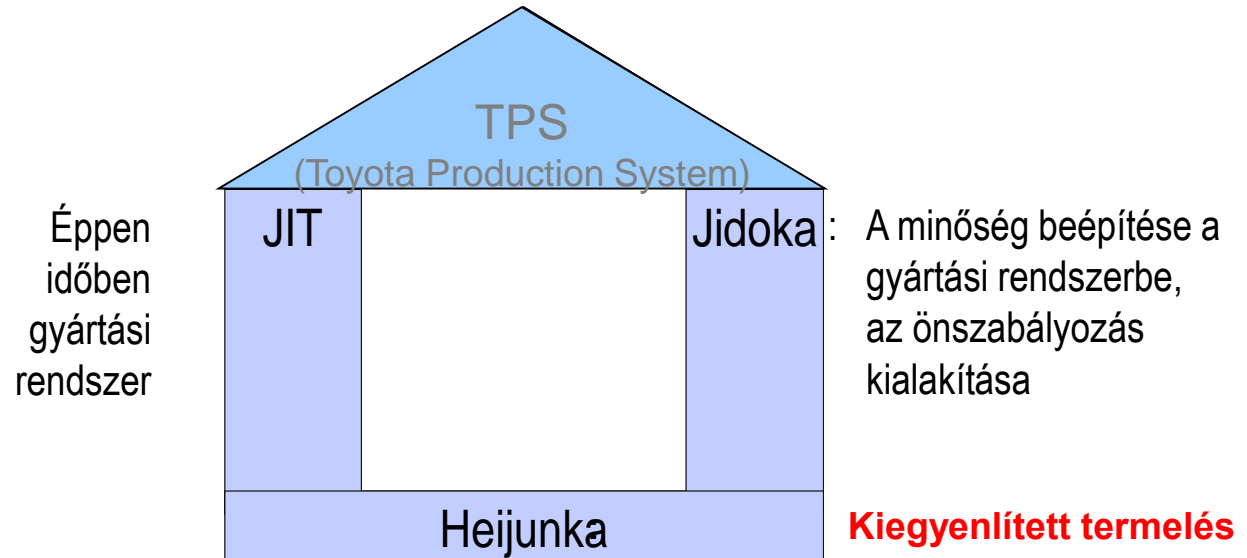 TPS
(Toyota Production System)
Éppen
időben
gyártási
rendszer
JIT
Jidoka :
A minőség beépítése a
gyártási rendszerbe,
az önszabályozás
kialakítása
Heijunka
Kiegyenlített termelés